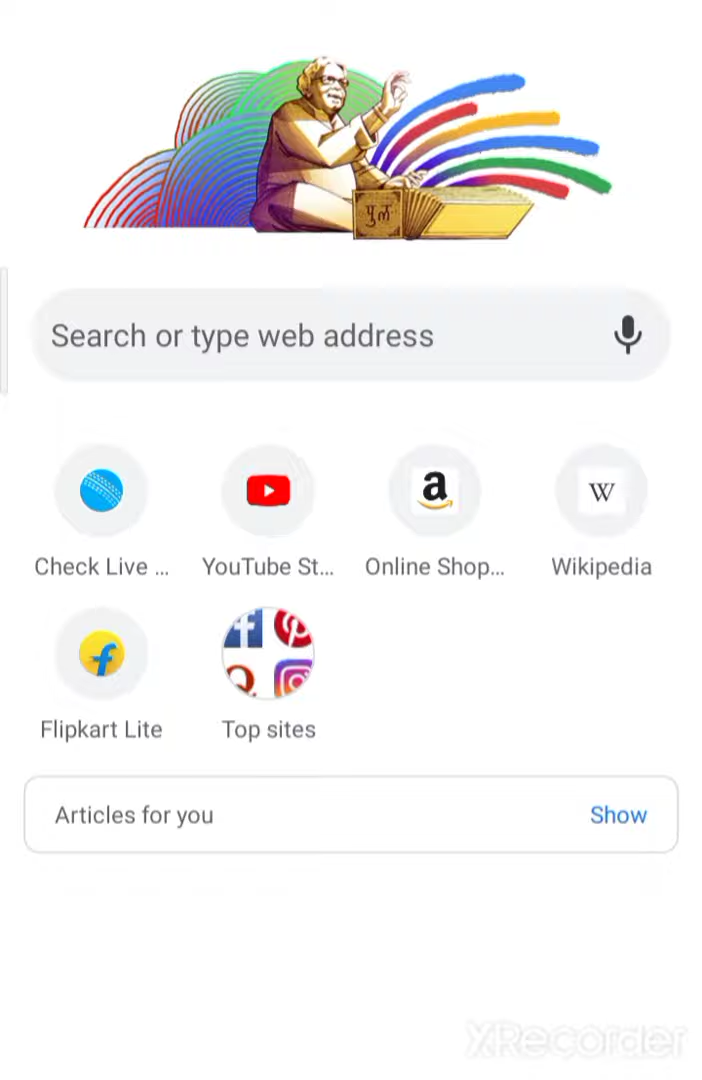 पुल
Search or type web address
Check Live ...
YouTube St...
Online Shop...
Wikipedia
Flipkart Lite
Top sites
Articles for you
Show
XRecorder